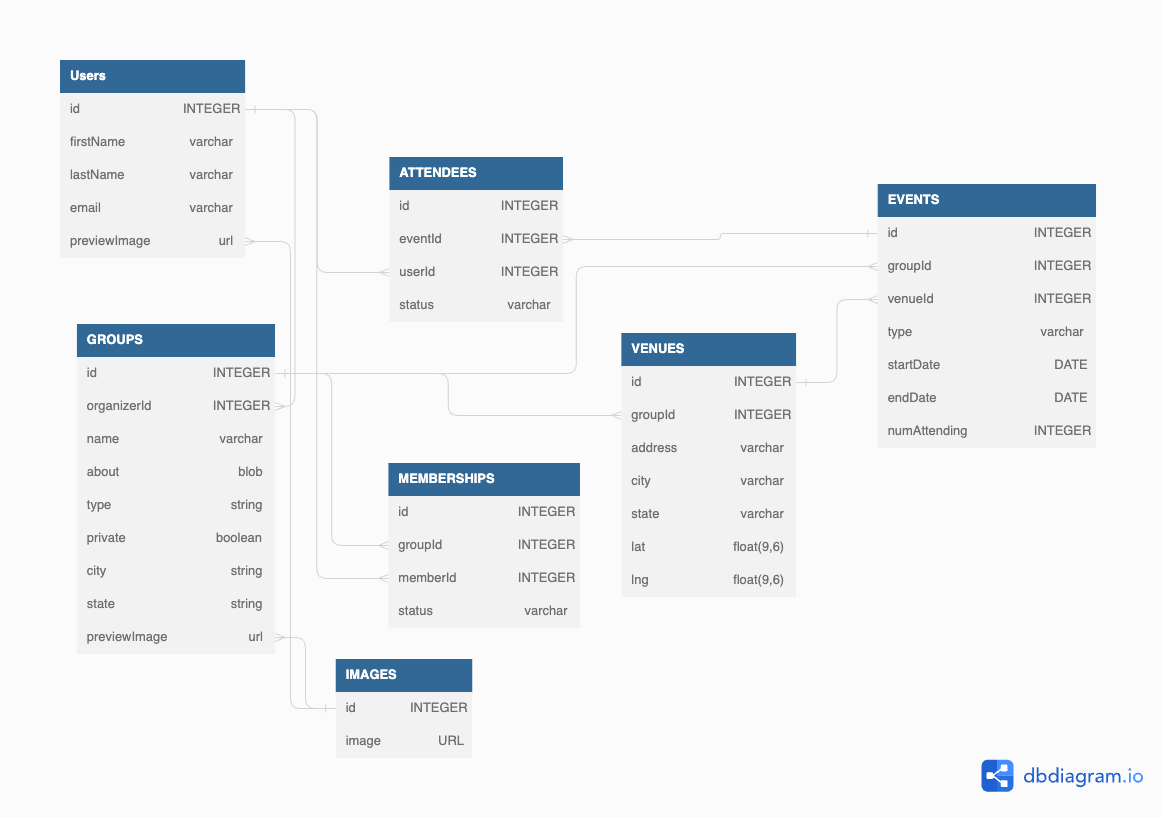 Users
id INTEGER
firstName varchar
lastName varchar
email varchar
previewImage url
ATTENDEES
id INTEGER
eventId INTEGER
userId INTEGER
status varchar
EVENTS
id INTEGER
groupId INTEGER
venueId INTEGER
type varchar
startDate DATE
endDate DATE
numAttending INTEGER
GROUPS
id INTEGER
organizerId INTEGER
name varchar
about blob
type string
private boolean
city string
state string
previewImage url
VENUES
id INTEGER
groupId INTEGER
address varchar
city varchar
state varchar
lat float(9,6)
lng float(9,6)
MEMBERSHIPS
id INTEGER
groupId INTEGER
memberId INTEGER
status varchar
IMAGES
id INTEGER
image URL
dbdiagram.io